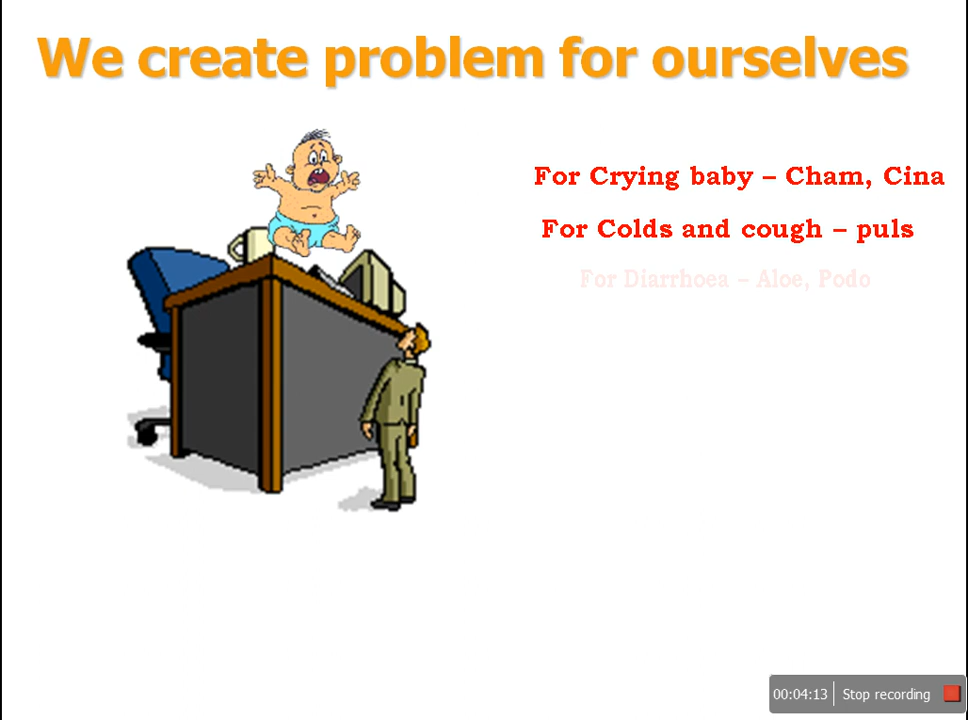 We create problem for ourselves
For Crying baby – Cham, Cina
For Colds and cough – puls
For Diarrhoea – Aloe, Podo
00:04:13 Stop recording